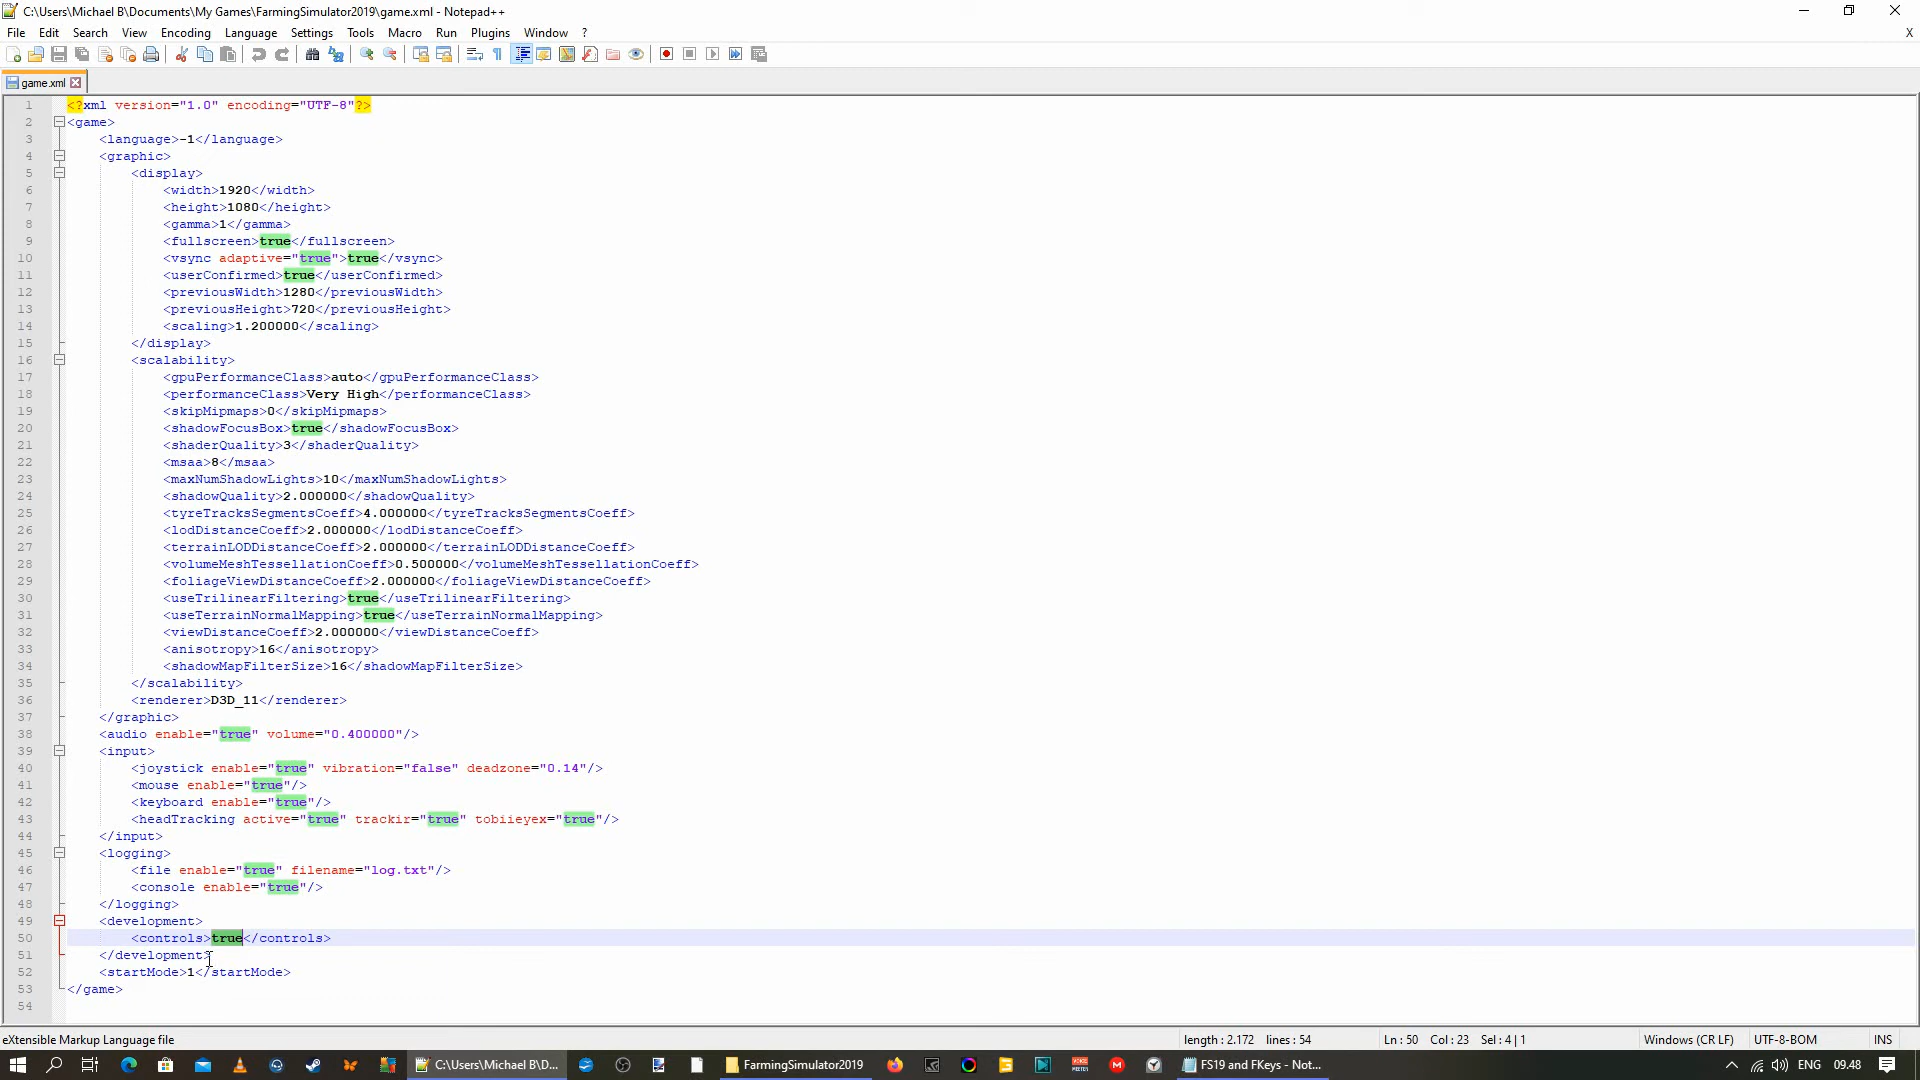 C:\Users\Michael B\Documents\My Games\FarmingSimulator2019\game.xml - Notepad++
File Edit Search View Encoding Language Settings Tools Macro Run Plugins Window ? X
game.xml
1 <?xml version="1.0" encoding="UTF-8"?>
2 <game>
3 <language>-1</language>
4 <graphic>
5 <display>
6 <width>1920</width>
7 <height>1080</height>
8 <gamma>1</gamma>
9 <fullscreen>true</fullscreen>
10 <vsync adaptive="true">true</vsync>
11 <userConfirmed>true</userConfirmed>
12 <previousWidth>1280</previousWidth>
13 <previousHeight>720</previousHeight>
14 <scaling>1.200000</scaling>
15 </display>
16 <scalability>
17 <gpuPerformanceClass>auto</gpuPerformanceClass>
18 <performanceClass>Very High</performanceClass>
19 <skipMipmaps>0</skipMipmaps>
20 <shadowFocusBox>true</shadowFocusBox>
21 <shaderQuality>3</shaderQuality>
22 <msaa>8</msaa>
23 <maxNumShadowLights>10</maxNumShadowLights>
24 <shadowQuality>2.000000</shadowQuality>
25 <tyreTracksSegmentsCoeff>4.000000</tyreTracksSegmentsCoeff>
26 <lodDistanceCoeff>2.000000</lodDistanceCoeff>
27 <terrainLODDistanceCoeff>2.000000</terrainLODDistanceCoeff>
28 <volumeMeshTessellationCoeff>0.500000</volumeMeshTessellationCoeff>
29 <foliageViewDistanceCoeff>2.000000</foliageViewDistanceCoeff>
30 <useTrilinearFiltering>true</useTrilinearFiltering>
31 <useTerrainNormalMapping>true</useTerrainNormalMapping>
32 <viewDistanceCoeff>2.000000</viewDistanceCoeff>
33 <anisotropy>16</anisotropy>
34 <shadowMapFilterSize>16</shadowMapFilterSize>
35 </scalability>
36 <renderer>D3D_11</renderer>
37 </graphic>
38 <audio enable="true" volume="0.400000"/>
39 <input>
40 <joystick enable="true" vibration="false" deadzone="0.14"/>
41 <mouse enable="true"/>
42 <keyboard enable="true"/>
43 <headTracking active="true" trackir="true" tobiieyex="true"/>
44 </input>
45 <logging>
46 <file enable="true" filename="log.txt"/>
47 <console enable="true"/>
48 </logging>
49 <development>
50 <controls>true</controls>
51 </development>
52 <startMode>1</startMode>
53 </game>
54
eXtensible Markup Language file length : 2.172 lines : 54 Ln : 50 Col : 23 Sel : 4 | 1 Windows (CR LF) UTF-8-BOM INS
C:\Users\Michael B\D... FarmingSimulator2019 FS19 and FKeys - Not... ENG 09.48